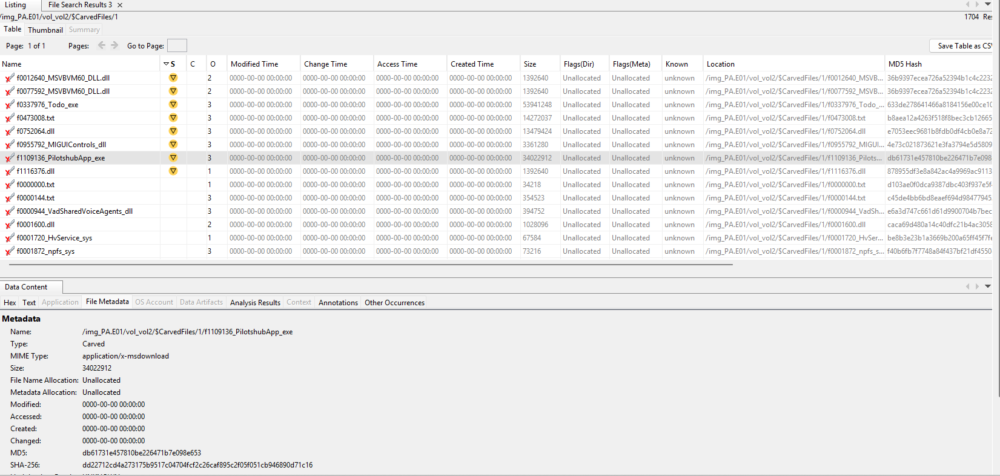 Listing File Search Results 3
/img_PA.E01/vol_vol2/$CarvedFiles/1 1704 Res
Table Thumbnail Summary
Page: 1 of 1 Pages: Go to Page: Save Table as CSV
Name S C O Modified Time Change Time Access Time Created Time Size Flags(Dir) Flags(Meta) Known Location MD5 Hash
f0012640_MSVBVM60_DLL.dll 2 0000-00-00 00:00:00 0000-00-00 00:00:00 0000-00-00 00:00:00 0000-00-00 00:00:00 1392640 Unallocated Unallocated unknown /img_PA.E01/vol_vol2/$CarvedFiles/1/f0012640_MSVB... 36b9397ecea726a52394b1c4c2232
f0077592_MSVBVM60_DLL.dll 2 0000-00-00 00:00:00 0000-00-00 00:00:00 0000-00-00 00:00:00 0000-00-00 00:00:00 1392640 Unallocated Unallocated unknown /img_PA.E01/vol_vol2/$CarvedFiles/1/f0077592_MSVB... 36b9397ecea726a52394b1c4c2232
f0337976_Todo_exe 3 0000-00-00 00:00:00 0000-00-00 00:00:00 0000-00-00 00:00:00 0000-00-00 00:00:00 53941248 Unallocated Unallocated unknown /img_PA.E01/vol_vol2/$CarvedFiles/1/f0337976_Todo_... 633de278641466a8184156e00ce10
f0473008.txt 3 0000-00-00 00:00:00 0000-00-00 00:00:00 0000-00-00 00:00:00 0000-00-00 00:00:00 14272037 Unallocated Unallocated unknown /img_PA.E01/vol_vol2/$CarvedFiles/1/f0473008.txt b8aea12a4263f518f8bec3cb12665
f0752064.dll 3 0000-00-00 00:00:00 0000-00-00 00:00:00 0000-00-00 00:00:00 0000-00-00 00:00:00 13479424 Unallocated Unallocated unknown /img_PA.E01/vol_vol2/$CarvedFiles/1/f0752064.dll e7053eec9681b8fdb0df4cb0e8a72
f0955792_MIGUIControls_dll 3 0000-00-00 00:00:00 0000-00-00 00:00:00 0000-00-00 00:00:00 0000-00-00 00:00:00 3361280 Unallocated Unallocated unknown /img_PA.E01/vol_vol2/$CarvedFiles/1/f0955792_MIGUI... 4e73c021873621e3fa3794e5d5809
f1109136_PilotshubApp_exe 3 0000-00-00 00:00:00 0000-00-00 00:00:00 0000-00-00 00:00:00 0000-00-00 00:00:00 34022912 Unallocated Unallocated unknown /img_PA.E01/vol_vol2/$CarvedFiles/1/f1109136_Pilots... db61731e457810be226471b7e098
f1116376.dll 1 0000-00-00 00:00:00 0000-00-00 00:00:00 0000-00-00 00:00:00 0000-00-00 00:00:00 1392640 Unallocated Unallocated unknown /img_PA.E01/vol_vol2/$CarvedFiles/1/f1116376.dll 878955df3e8a842ac4a9969ac9113
f0000000.txt 1 0000-00-00 00:00:00 0000-00-00 00:00:00 0000-00-00 00:00:00 0000-00-00 00:00:00 34218 Unallocated Unallocated unknown /img_PA.E01/vol_vol2/$CarvedFiles/1/f0000000.txt d103ae0f0dca9387dbc403f937e5f
f0000144.txt 3 0000-00-00 00:00:00 0000-00-00 00:00:00 0000-00-00 00:00:00 0000-00-00 00:00:00 354523 Unallocated Unallocated unknown /img_PA.E01/vol_vol2/$CarvedFiles/1/f0000144.txt c45de4bb6bd8eaef694d98477945
f0000944_VadSharedVoiceAgents_dll 3 0000-00-00 00:00:00 0000-00-00 00:00:00 0000-00-00 00:00:00 0000-00-00 00:00:00 394752 Unallocated Unallocated unknown /img_PA.E01/vol_vol2/$CarvedFiles/1/f0000944_VadSh... e6a3d747c661d61d9900704b7bec
f0001600.dll 2 0000-00-00 00:00:00 0000-00-00 00:00:00 0000-00-00 00:00:00 0000-00-00 00:00:00 1028096 Unallocated Unallocated unknown /img_PA.E01/vol_vol2/$CarvedFiles/1/f0001600.dll caca69d480a14c40dfc21b4ac3058
f0001720_HvService_sys 1 0000-00-00 00:00:00 0000-00-00 00:00:00 0000-00-00 00:00:00 0000-00-00 00:00:00 67584 Unallocated Unallocated unknown /img_PA.E01/vol_vol2/$CarvedFiles/1/f0001720_HvSer... be8b3e23b1a3669b200a65ff45f7fe
f0001872_npfs_sys 3 0000-00-00 00:00:00 0000-00-00 00:00:00 0000-00-00 00:00:00 0000-00-00 00:00:00 73216 Unallocated Unallocated unknown /img_PA.E01/vol_vol2/$CarvedFiles/1/f0001872_npfs_s... f40b6fb7f7748a84f437bf21df4550
Data Content
Hex Text Application File Metadata OS Account Data Artifacts Analysis Results Context Annotations Other Occurrences
Metadata
Name: /img_PA.E01/vol_vol2/$CarvedFiles/1/f1109136_PilotshubApp_exe
Type: Carved
MIME Type: application/x-msdownload
Size: 34022912
File Name Allocation: Unallocated
Metadata Allocation: Unallocated
Modified: 0000-00-00 00:00:00
Accessed: 0000-00-00 00:00:00
Created: 0000-00-00 00:00:00
Changed: 0000-00-00 00:00:00
MD5: db61731e457810be226471b7e098e653
SHA-256: dd22712cd4a273175b9517c04704fcf2c26caf895c2f05f051cb946890d71c16